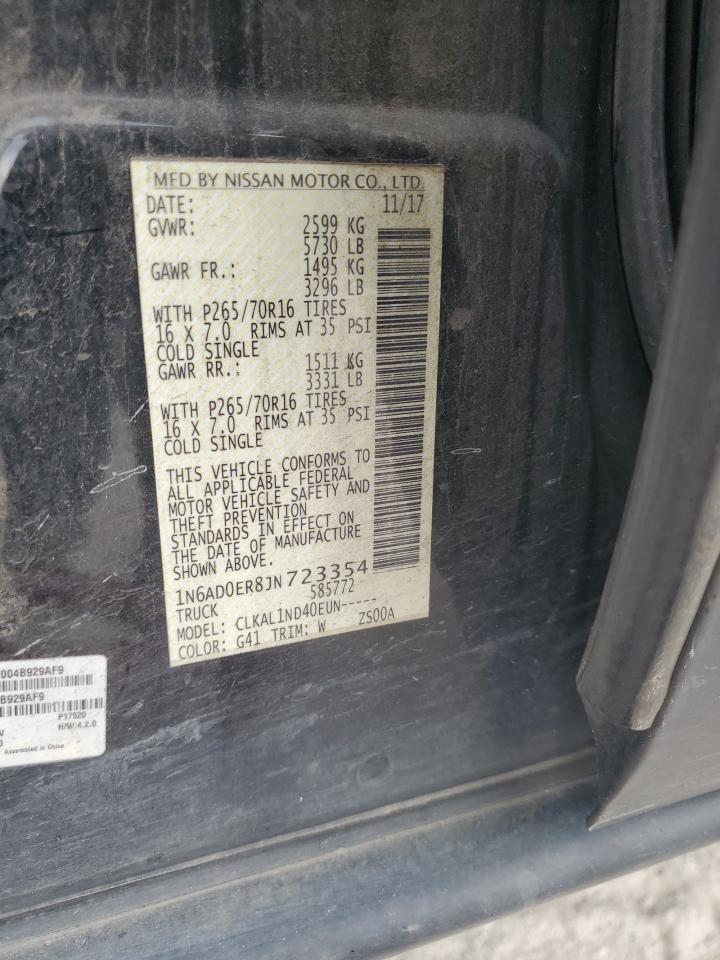 MFD BY NISSAN MOTOR CO., LTD.
DATE: 11/17
GVWR: 2599 KG
5730 LB
GAWR FR.: 1495 KG
3296 LB
WITH P265/70R16 TIRES
16 X 7.0 RIMS AT 35 PSI
COLD SINGLE
GAWR RR.: 1511 KG
3331 LB
WITH P265/70R16 TIRES
16 X 7.0 RIMS AT 35 PSI
COLD SINGLE
THIS VEHICLE CONFORMS TO
ALL APPLICABLE FEDERAL
MOTOR VEHICLE SAFETY AND
THEFT PREVENTION
STANDARDS IN EFFECT ON
THE DATE OF MANUFACTURE
SHOWN ABOVE.
1N6AD0ER8JN723354
TRUCK 585772
MODEL: CLKAL1ND40EUN-----
COLOR: G41 TRIM: W ZS00A
004B929AF9
B929AF9
P17520
H/W:4.2.0
Assembled in China